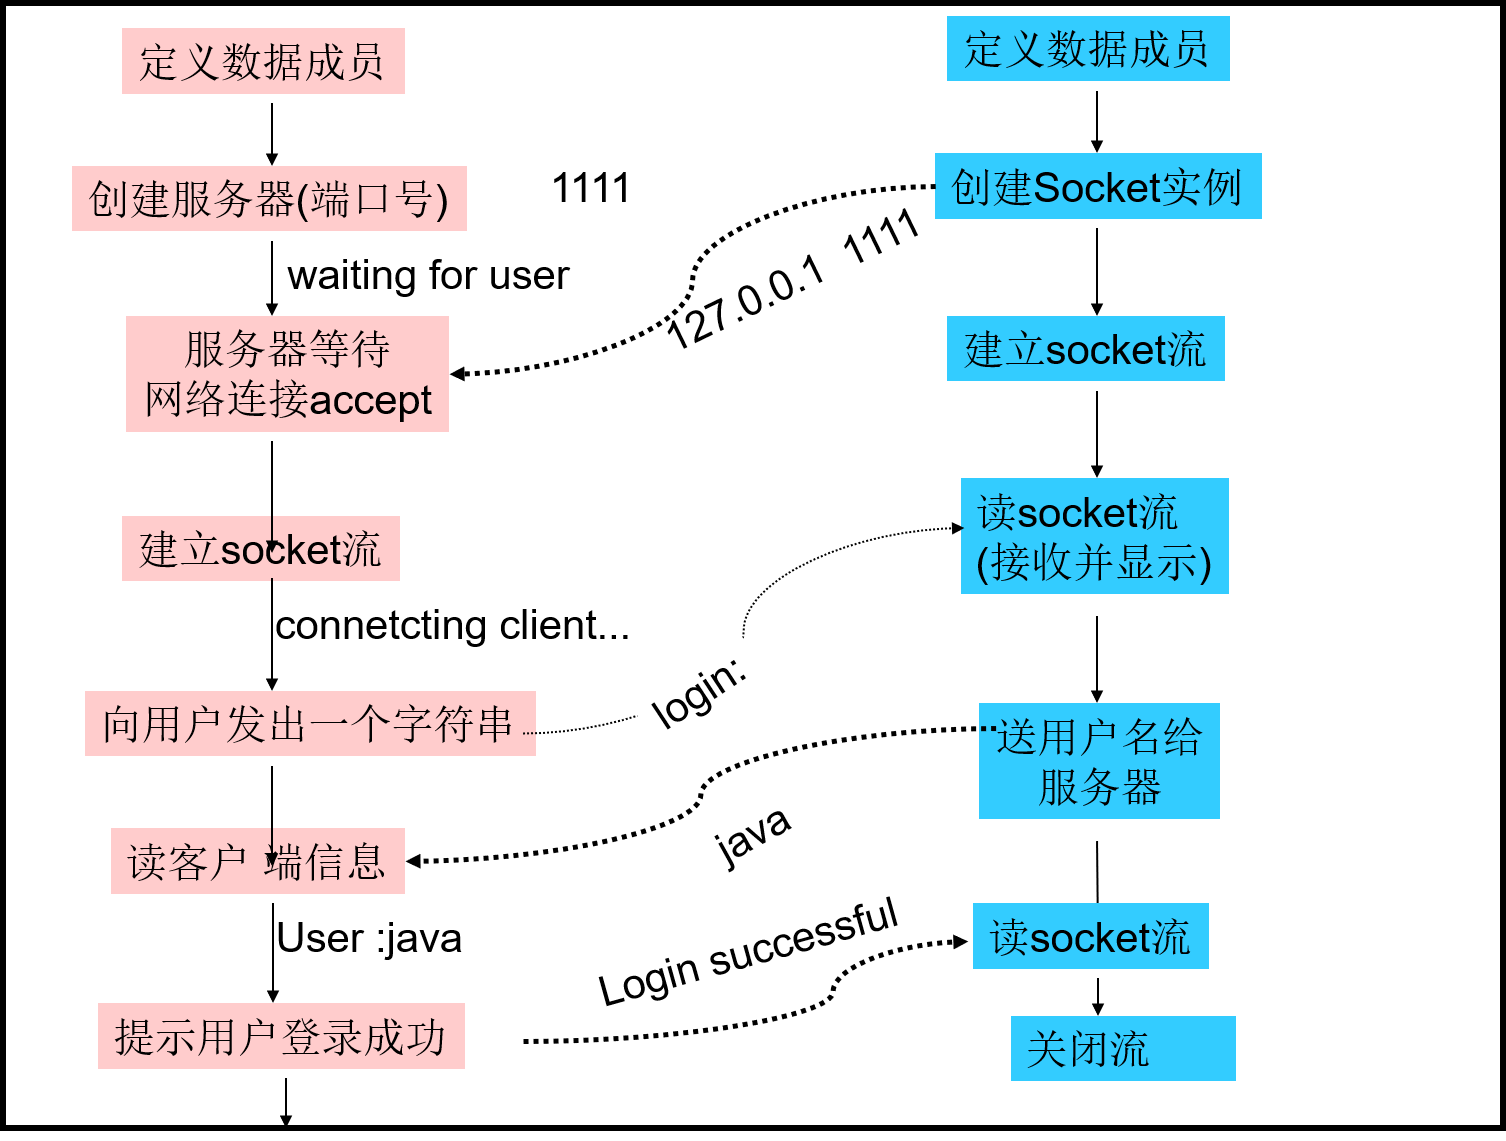 定义数据成员
定义数据成员
创建服务器(端口号)
1111
创建Socket实例
127.0.0.1 1111
waiting for user
服务器等待
网络连接accept
建立socket流
建立socket流
读socket流
(接收并显示)
connetcting client...
login:
向用户发出一个字符串
送用户名给
服务器
java
读客户 端信息
User :java
Login successful
读socket流
提示用户登录成功
关闭流